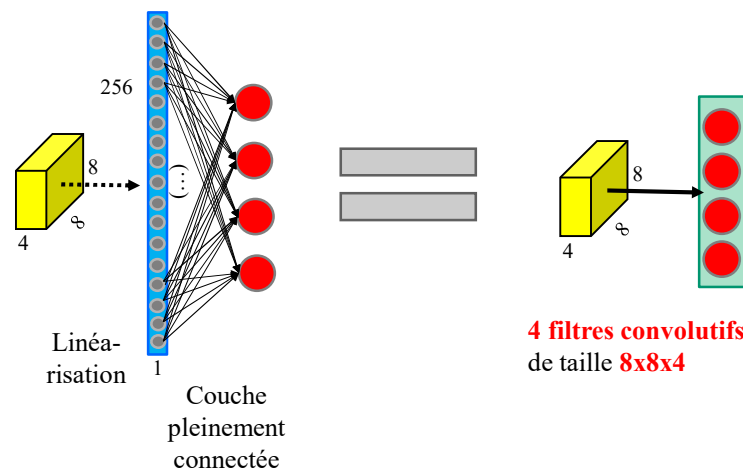 256
8
8
4
(...)
Linéa-
risation
1
Couche
pleinement
connectée
8
8
4
4 filtres convolutifs
de taille 8x8x4